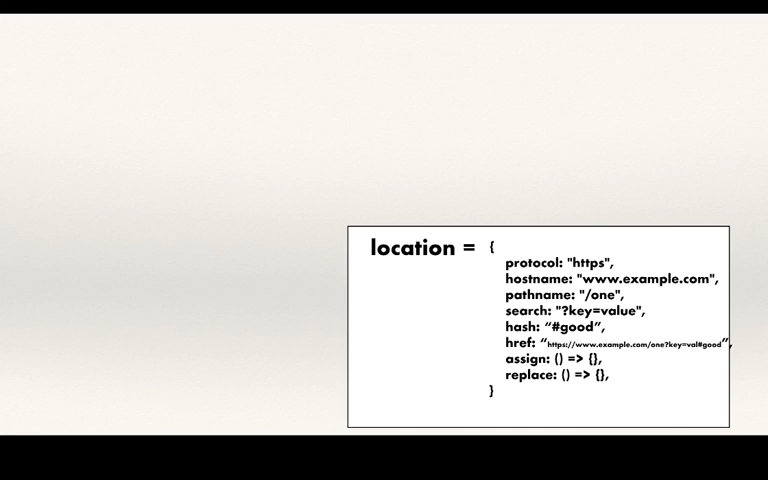 location = {
protocol: "https",
hostname: "www.example.com",
pathname: "/one",
search: "?key=value",
hash: “#good”,
href: “https://www.example.com/one?key=val#good”,
assign: () => {},
replace: () => {},
}